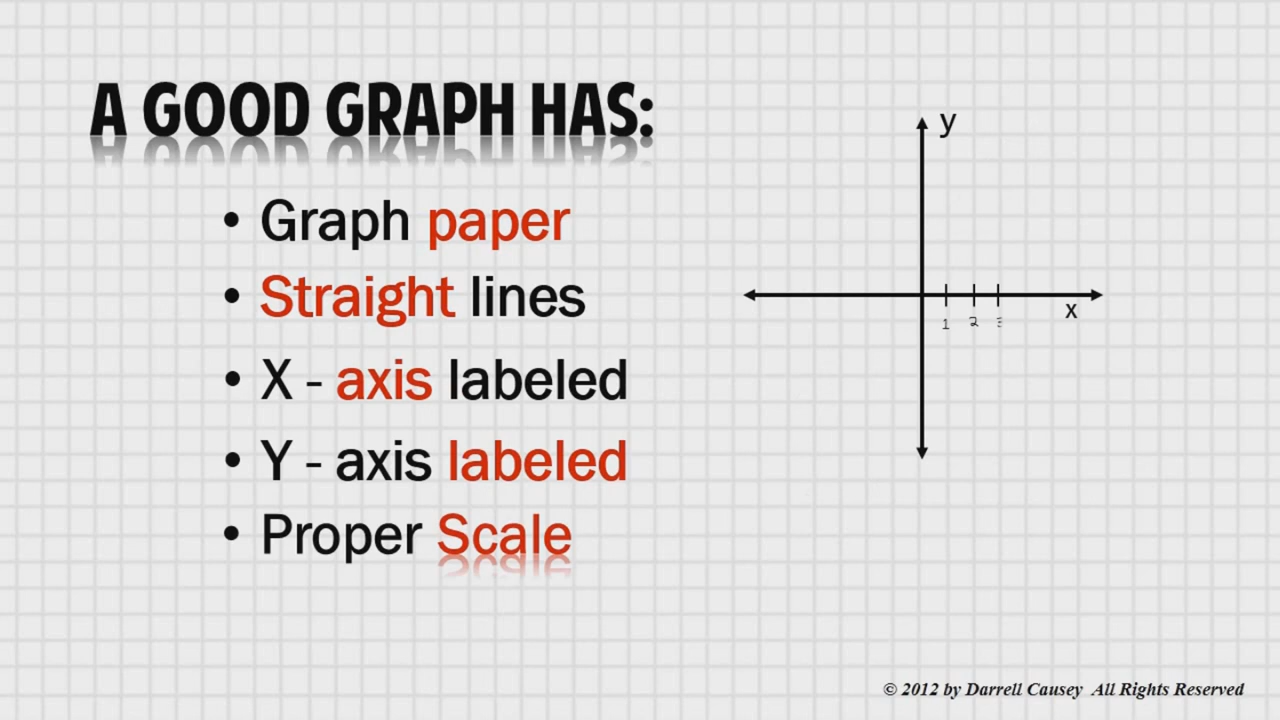 A GOOD GRAPH HAS:
• Graph paper
• Straight lines
• X - axis labeled
• Y - axis labeled
• Proper Scale
y
x
1 2 3
© 2012 by Darrell Causey All Rights Reserved